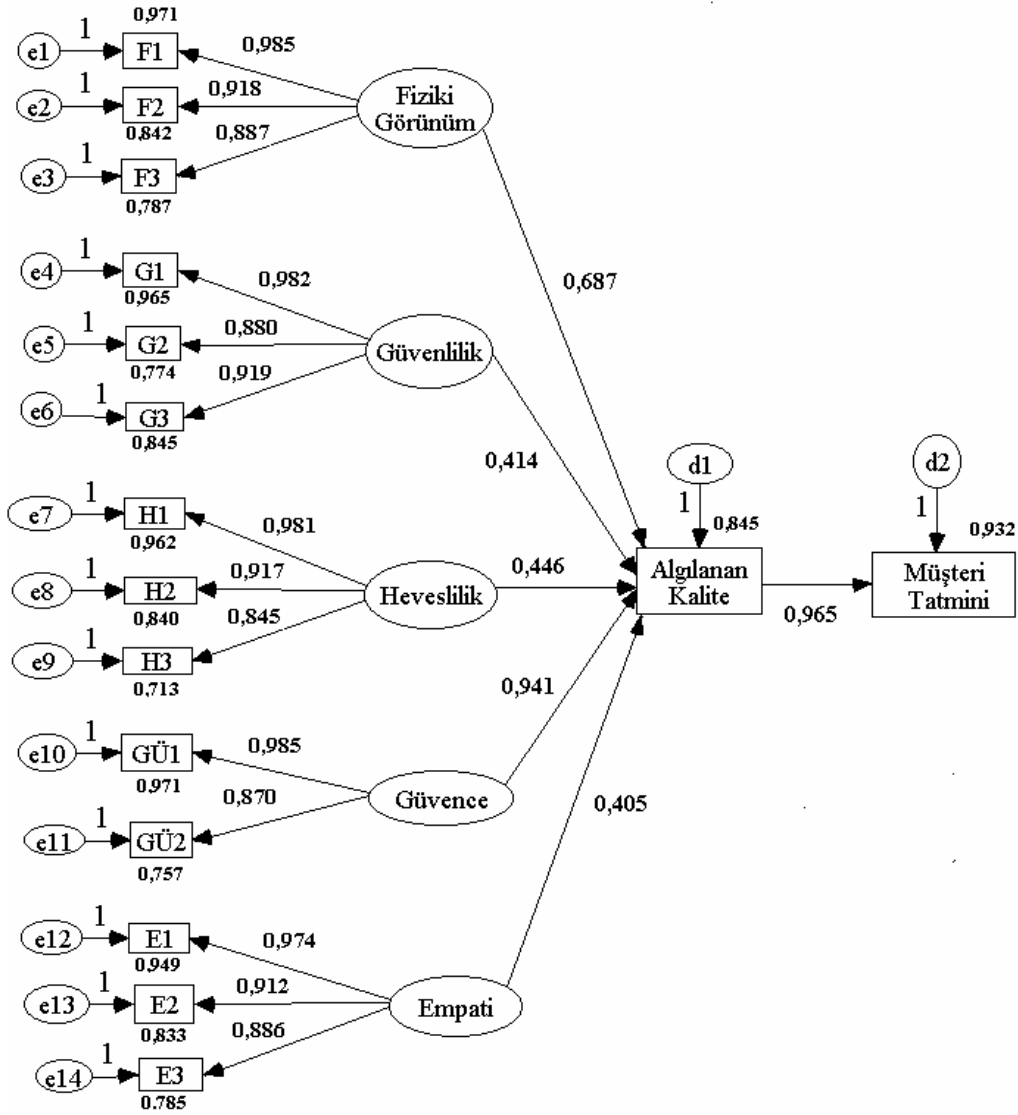 0,971
1
e1
F1
0,985
1
e2
F2
0,918
0,842
0,887
1
e3
F3
0,787
Fiziki
Görünüm
0,687
1
e4
G1
0,965
0,982
1
e5
G2
0,774
0,880
1
e6
G3
0,845
0,919
Güvenlilik
0,414
1
e7
H1
0,962
0,981
1
e8
H2
0,840
0,917
1
e9
H3
0,713
0,845
Heveslilik
0,446
1
e10
GÜ1
0,971
0,985
1
e11
GÜ2
0,757
0,870
Güvence
0,941
1
e12
E1
0,949
0,974
1
e13
E2
0,833
0,912
1
e14
E3
0.785
0,886
Empati
0,405
d1
1
0,845
Algılanan
Kalite
0,965
d2
1
0,932
Müşteri
Tatmini